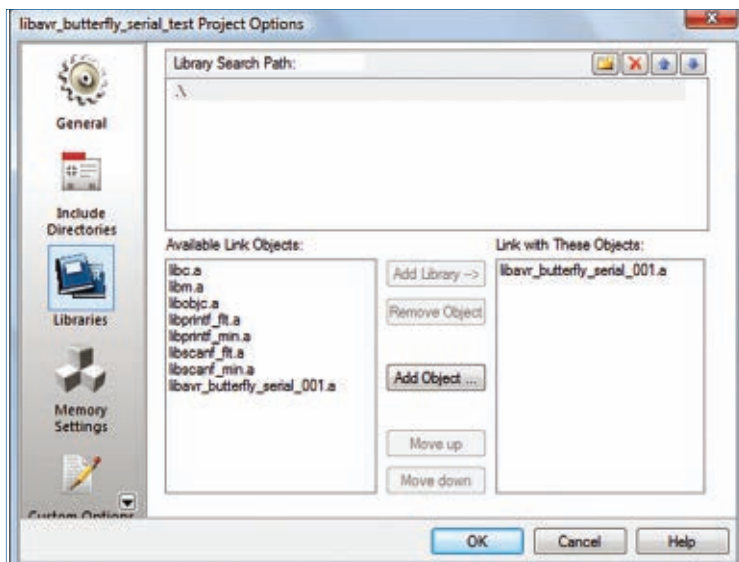 libavr_butterfly_serial_test Project Options
General
Include
Directories
Libraries
Memory
Settings
Custom Options
Library Search Path:
.\
Available Link Objects:
libc.a
libm.a
libobjc.a
libprintf_flt.a
libprintf_min.a
libscanf_flt.a
libscanf_min.a
libavr_butterfly_serial_001.a
Add Library -->
Remove Object
Add Object ...
Move up
Move down
Link with These Objects:
libavr_butterfly_serial_001.a
OK
Cancel
Help